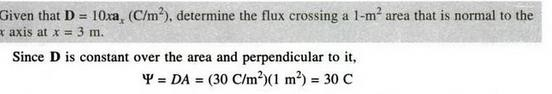 Given that D = 10xaₓ (C/m²), determine the flux crossing a 1-m² area that is normal to the
x axis at x = 3 m.
Since D is constant over the area and perpendicular to it,
Ψ = DA = (30 C/m²)(1 m²) = 30 C